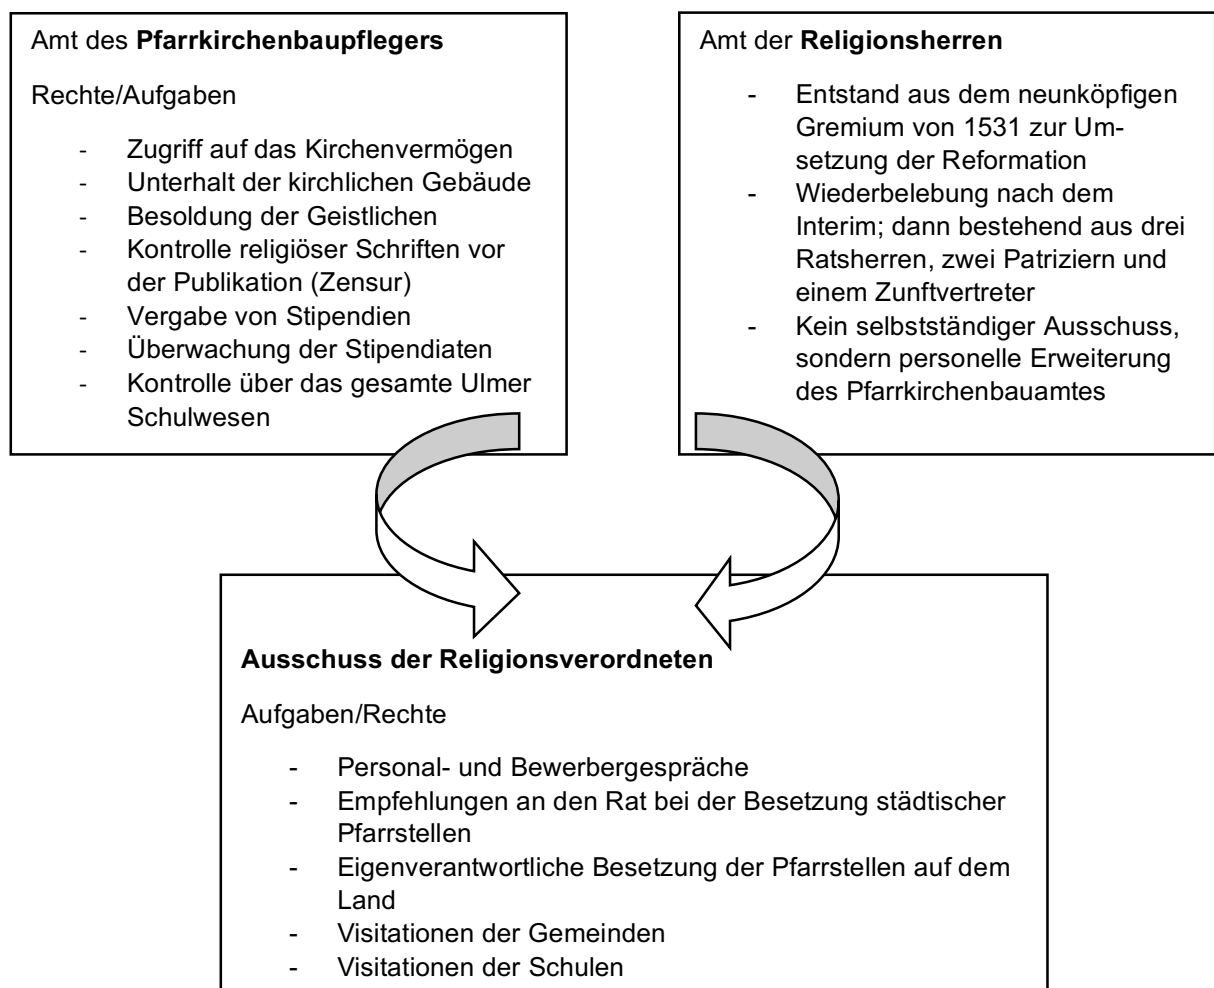 Amt des Pfarrkirchenbaupflegers
Rechte/Aufgaben
- Zugriff auf das Kirchenvermögen
- Unterhalt der kirchlichen Gebäude
- Besoldung der Geistlichen
- Kontrolle religiöser Schriften vor
der Publikation (Zensur)
- Vergabe von Stipendien
- Überwachung der Stipendiaten
- Kontrolle über das gesamte Ulmer
Schulwesen
Amt der Religionsherren
- Entstand aus dem neunköpfigen
Gremium von 1531 zur Um-
setzung der Reformation
- Wiederbelebung nach dem
Interim; dann bestehend aus drei
Ratsherren, zwei Patriziern und
einem Zunftvertreter
- Kein selbstständiger Ausschuss,
sondern personelle Erweiterung
des Pfarrkirchenbauamtes
Ausschuss der Religionsverordneten
Aufgaben/Rechte
- Personal- und Bewerbergespräche
- Empfehlungen an den Rat bei der Besetzung städtischer
Pfarrstellen
- Eigenverantwortliche Besetzung der Pfarrstellen auf dem
Land
- Visitationen der Gemeinden
- Visitationen der Schulen